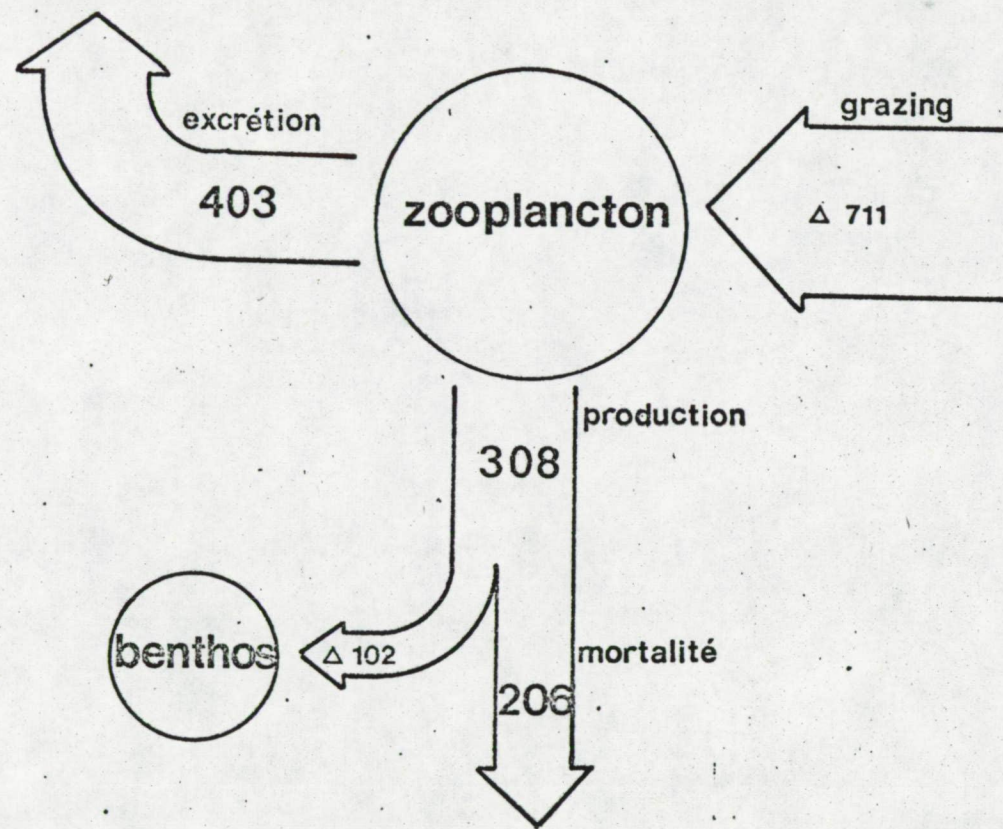 excrétion
403
zooplancton
grazing
Δ 711
production
308
benthos
Δ 102
mortalité
206